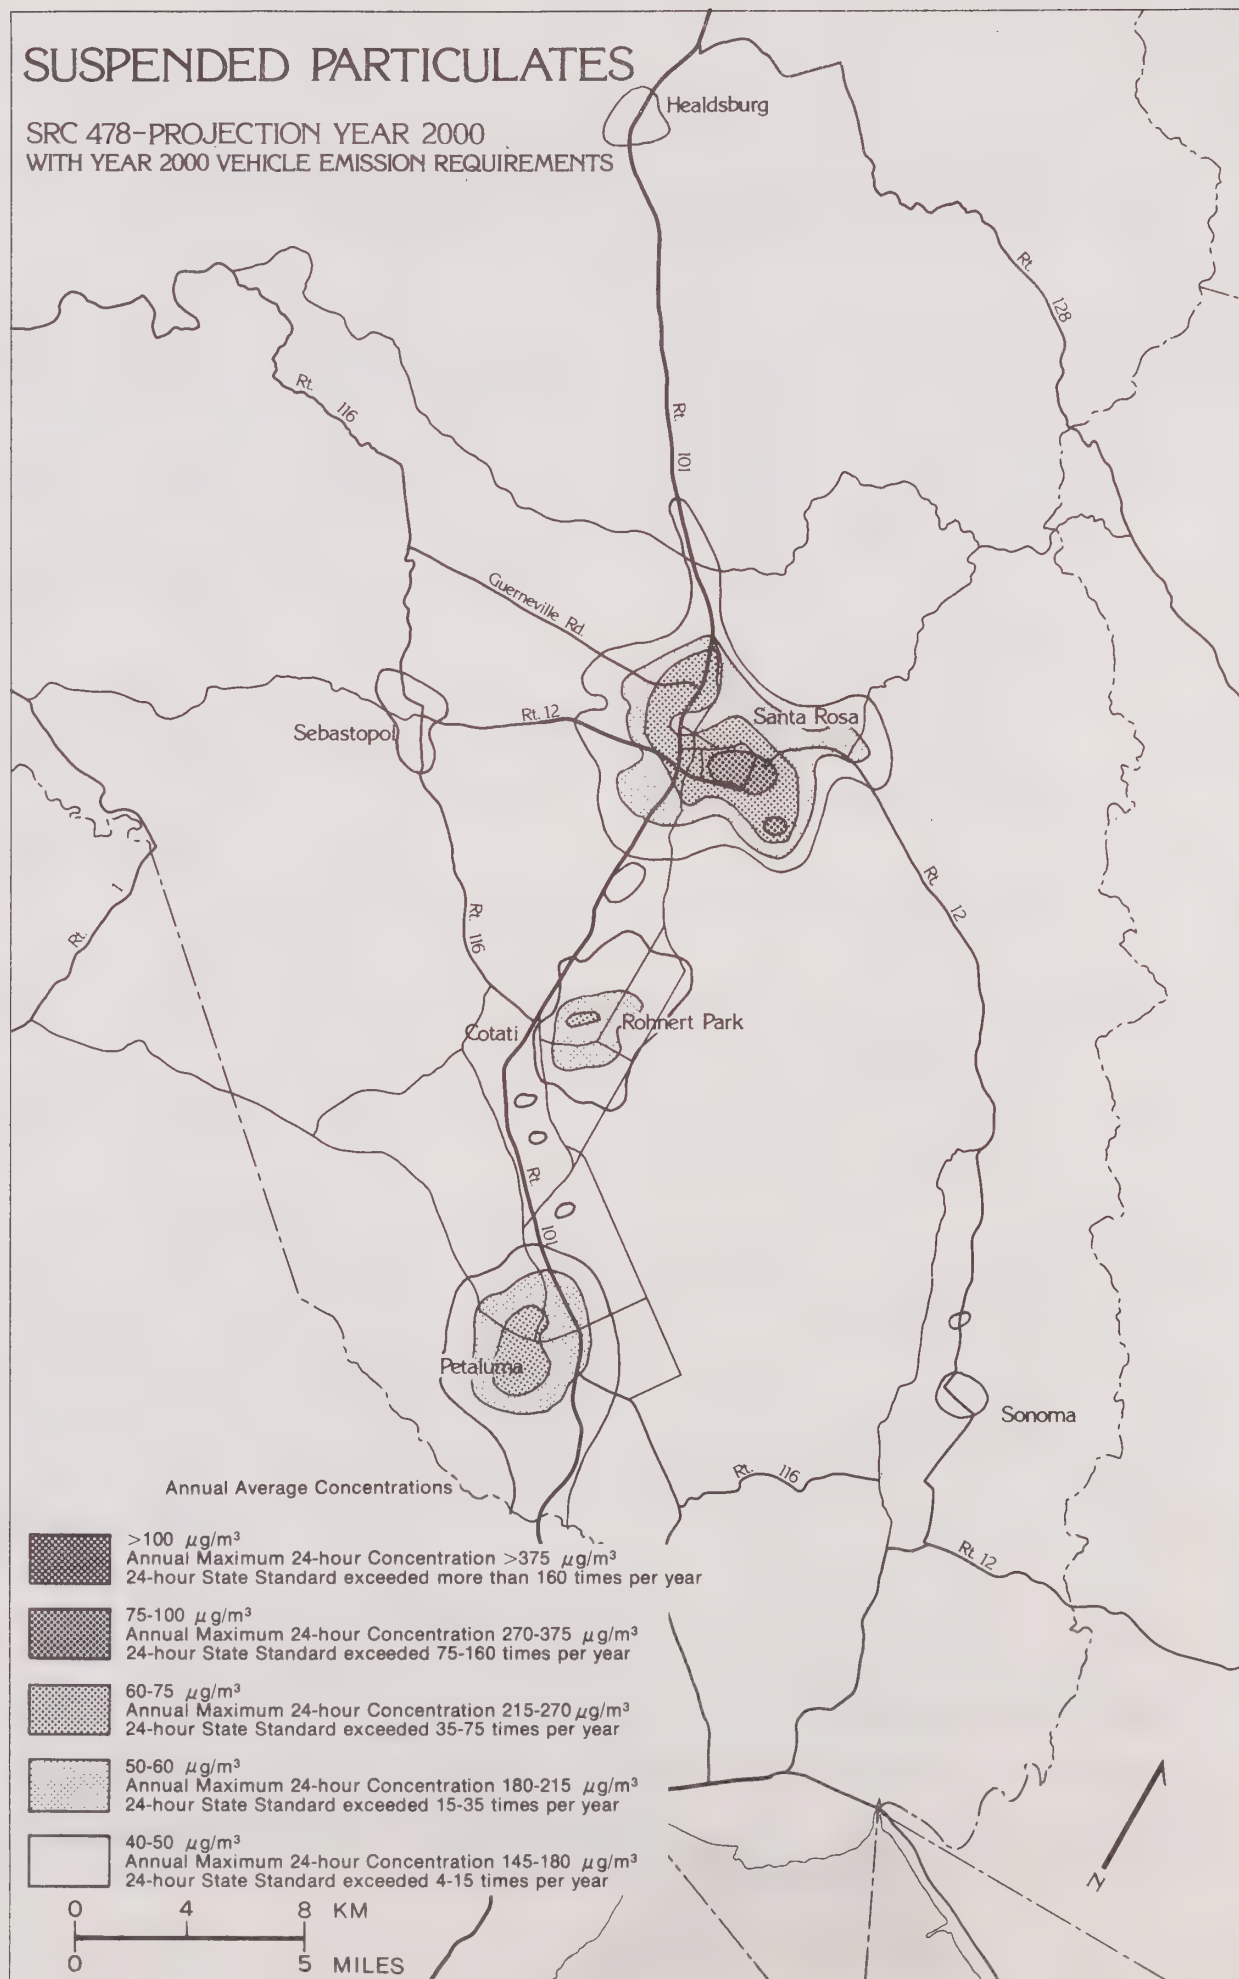 SUSPENDED PARTICULATES
SRC 478-PROJECTION YEAR 2000
WITH YEAR 2000 VEHICLE EMISSION REQUIREMENTS
Healdsburg
Rt. 128
Rt. 116
Rt. 101
Guerneville Rd.
Rt. 12
Santa Rosa
Sebastopol
Rt. 12
Rt. 1
Rt. 116
Cotati
Rohnert Park
Rt. 101
Petaluma
Sonoma
Rt. 116
Rt. 12
Annual Average Concentrations
>100 µg/m³
Annual Maximum 24-hour Concentration >375 µg/m³
24-hour State Standard exceeded more than 160 times per year
75-100 µg/m³
Annual Maximum 24-hour Concentration 270-375 µg/m³
24-hour State Standard exceeded 75-160 times per year
60-75 µg/m³
Annual Maximum 24-hour Concentration 215-270 µg/m³
24-hour State Standard exceeded 35-75 times per year
50-60 µg/m³
Annual Maximum 24-hour Concentration 180-215 µg/m³
24-hour State Standard exceeded 15-35 times per year
40-50 µg/m³
Annual Maximum 24-hour Concentration 145-180 µg/m³
24-hour State Standard exceeded 4-15 times per year
N
0 4 8 KM
0 5 MILES